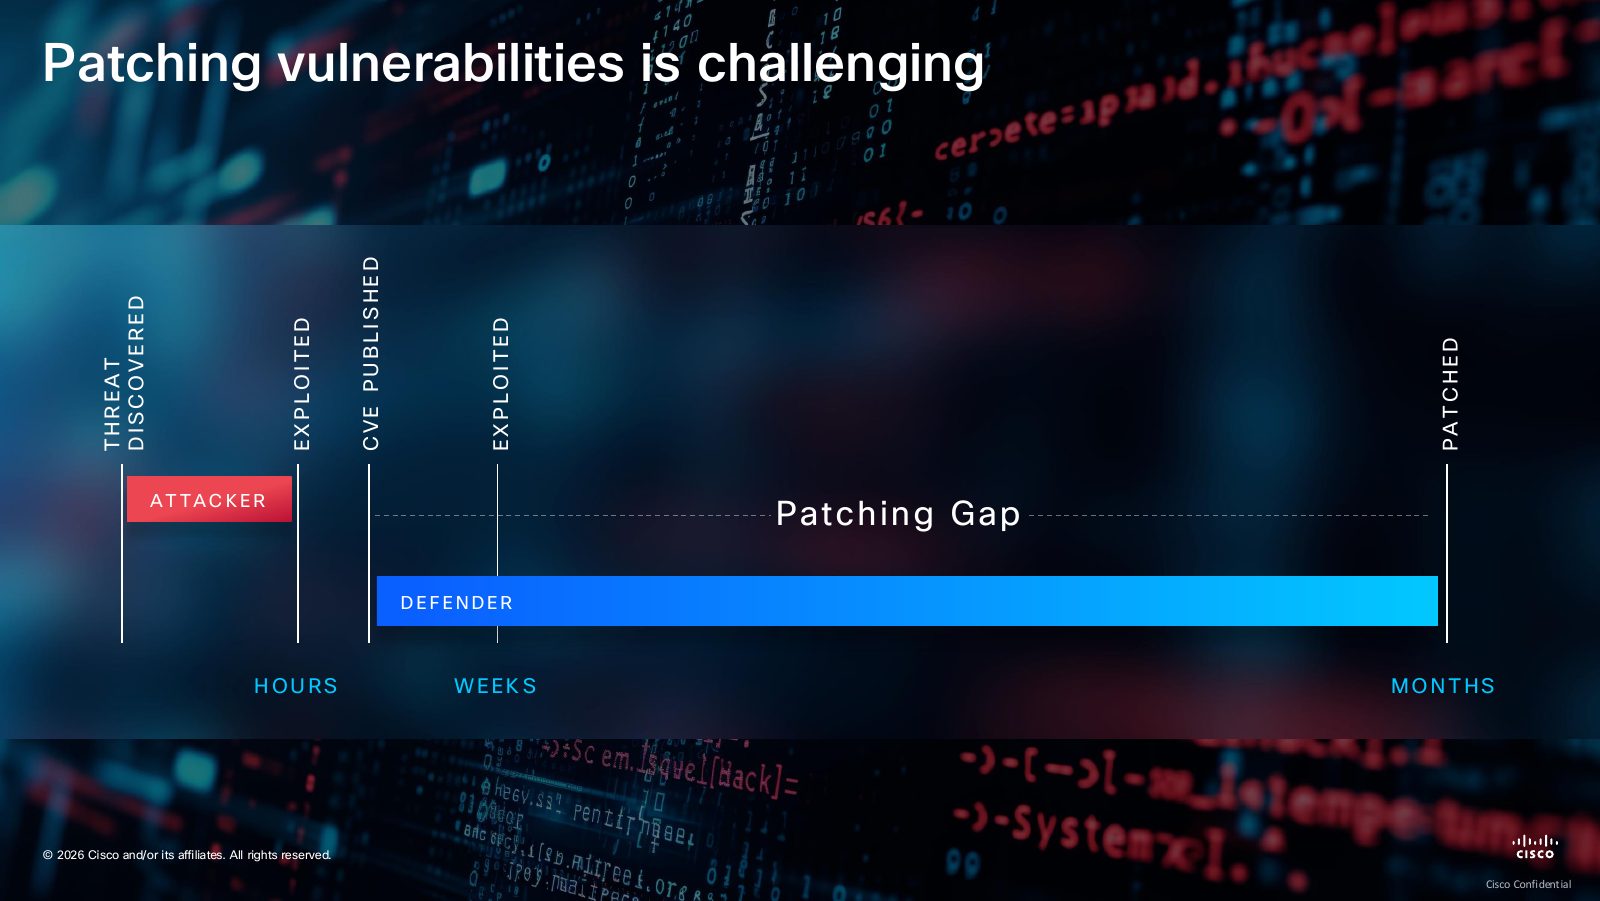 Patching vulnerabilities is challenging
THREAT
DISCOVERED
EXPLOITED
CVE PUBLISHED
EXPLOITED
PATCHED
ATTACKER
Patching Gap
DEFENDER
HOURS
WEEKS
MONTHS
© 2026 Cisco and/or its affiliates. All rights reserved.
CISCO
Cisco Confidential